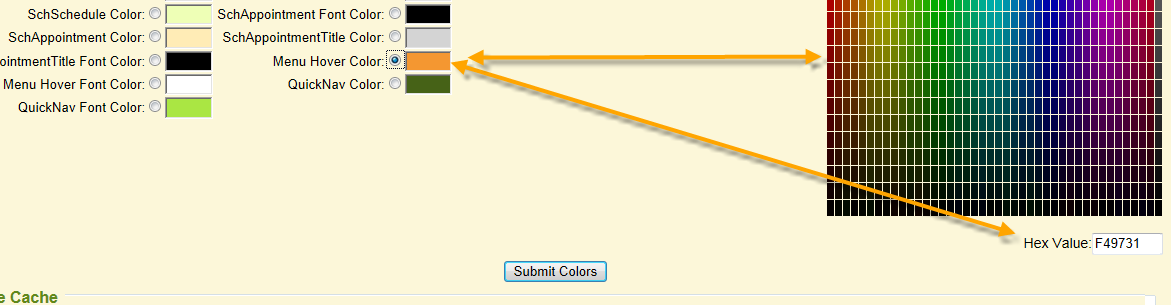 SchSchedule Color: SchAppointment Font Color:
SchAppointment Color: SchAppointmentTitle Color:
ointmentTitle Font Color: Menu Hover Color:
Menu Hover Font Color: QuickNav Color:
QuickNav Font Color:
Hex Value: F49731
Submit Colors
e Cache